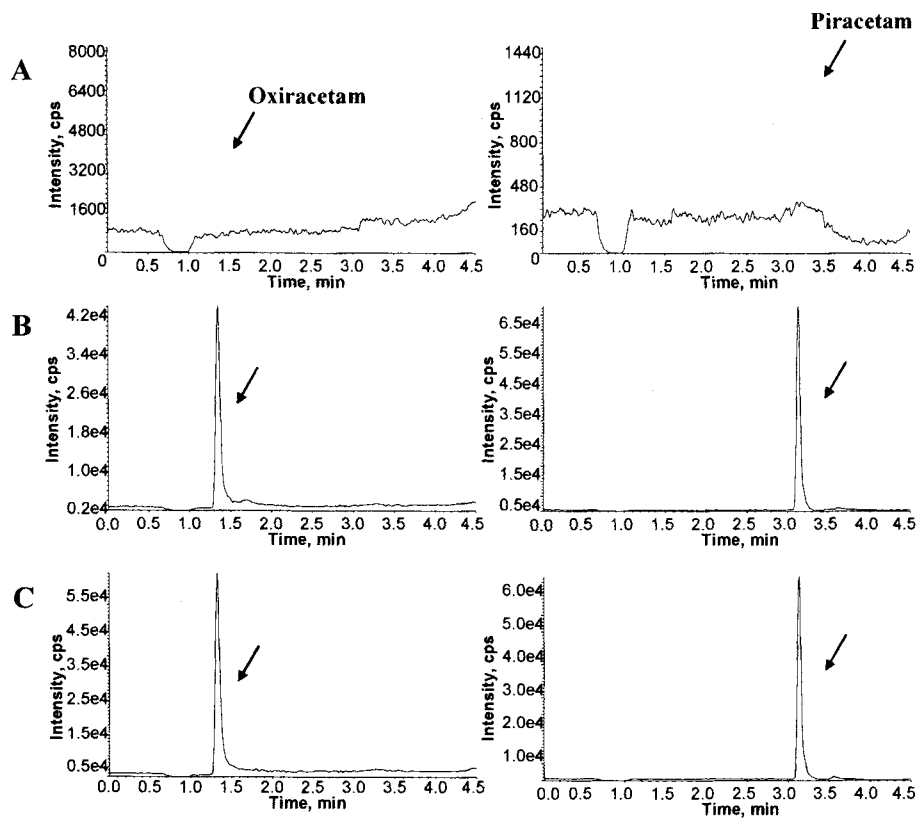 Piracetam
A
Oxiracetam
Intensity, cps
8000
6400
4800
3200
1600
0
0.5 1.0 1.5 2.0 2.5 3.0 3.5 4.0 4.5
Time, min
Intensity, cps
1440
1120
800
480
160
0
0.5 1.0 1.5 2.0 2.5 3.0 3.5 4.0 4.5
Time, min
B
Intensity, cps
4.2e4
3.4e4
2.6e4
1.8e4
1.0e4
0.2e4
0.0 0.5 1.0 1.5 2.0 2.5 3.0 3.5 4.0 4.5
Time, min
Intensity, cps
6.5e4
5.5e4
4.5e4
3.5e4
2.5e4
1.5e4
0.5e4
0.0 0.5 1.0 1.5 2.0 2.5 3.0 3.5 4.0 4.5
Time, min
C
Intensity, cps
5.5e4
4.5e4
3.5e4
2.5e4
1.5e4
0.5e4
0.0 0.5 1.0 1.5 2.0 2.5 3.0 3.5 4.0 4.5
Time, min
Intensity, cps
6.0e4
5.0e4
4.0e4
3.0e4
2.0e4
1.0e4
0.0 0.5 1.0 1.5 2.0 2.5 3.0 3.5 4.0 4.5
Time, min